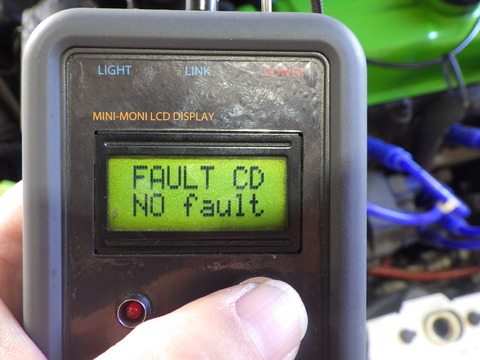 LIGHT LINK POWER
MINI-MONI LCD DISPLAY
FAULT CD
NO fault